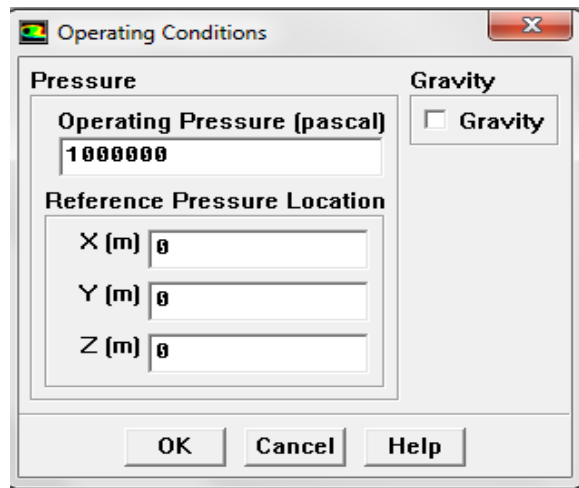 Operating Conditions
x
Pressure
Gravity
Operating Pressure (pascal)
Gravity
1000000
Reference Pressure Location
X (m) 0
Y (m) 0
Z (m) 0
OK Cancel Help